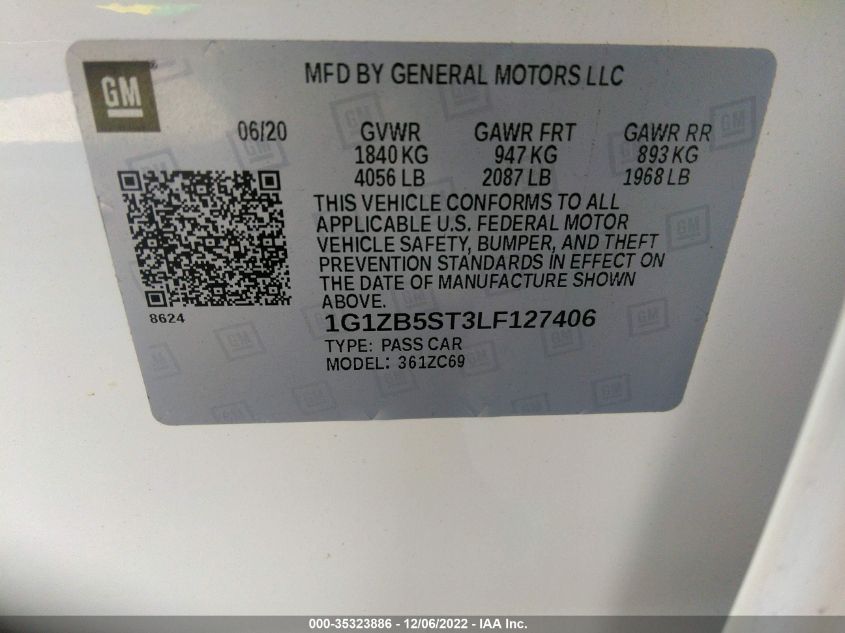 GM
MFD BY GENERAL MOTORS LLC
06/20 GVWR GAWR FRT GAWR RR
1840 KG 947 KG 893 KG
4056 LB 2087 LB 1968 LB
THIS VEHICLE CONFORMS TO ALL
APPLICABLE U.S. FEDERAL MOTOR
VEHICLE SAFETY, BUMPER, AND THEFT
PREVENTION STANDARDS IN EFFECT ON
THE DATE OF MANUFACTURE SHOWN
ABOVE.
8624
1G1ZB5ST3LF127406
TYPE: PASS CAR
MODEL: 361ZC69
000-35323886 - 12/06/2022 - IAA Inc.